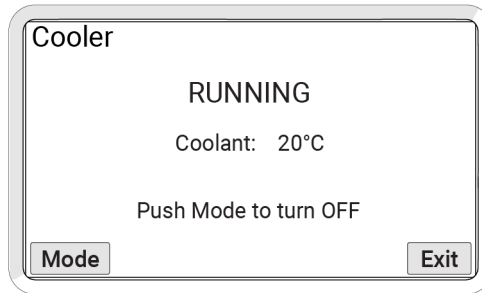 Cooler
RUNNING
Coolant: 20°C
Push Mode to turn OFF
Mode Exit